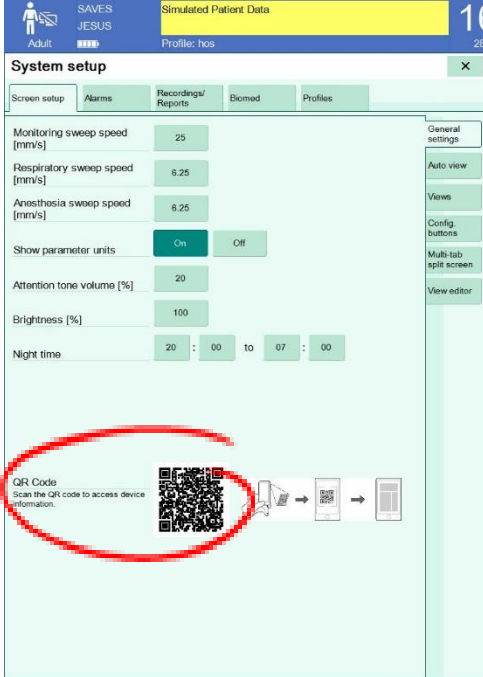 SAVES
JESUS
Simulated Patient Data
16
Adult
Profile: hos
28
System setup
×
Screen setup
Alarms
Recordings/
Reports
Biomed
Profiles
General
settings
Auto view
Views
Config.
buttons
Multi-tab
split screen
View editor
Monitoring sweep speed
[mm/s]
25
Respiratory sweep speed
[mm/s]
6.25
Anesthesia sweep speed
[mm/s]
6.25
Show parameter units
On
Off
Attention tone volume [%]
20
Brightness [%]
100
Night time
20 : 00 to 07 : 00
QR Code
Scan the QR code to access device
information.